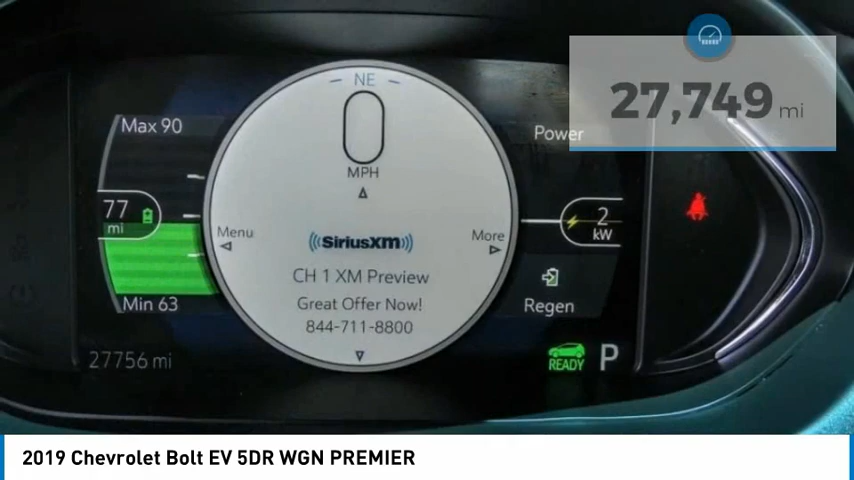 NE
27,749 mi
Max 90
0
Power
MPH
77
mi
2
kW
Menu
More
SiriusXM
CH 1 XM Preview
Great Offer Now!
844-711-8800
Min 63
Regen
27756 mi
READY
P
2019 Chevrolet Bolt EV 5DR WGN PREMIER